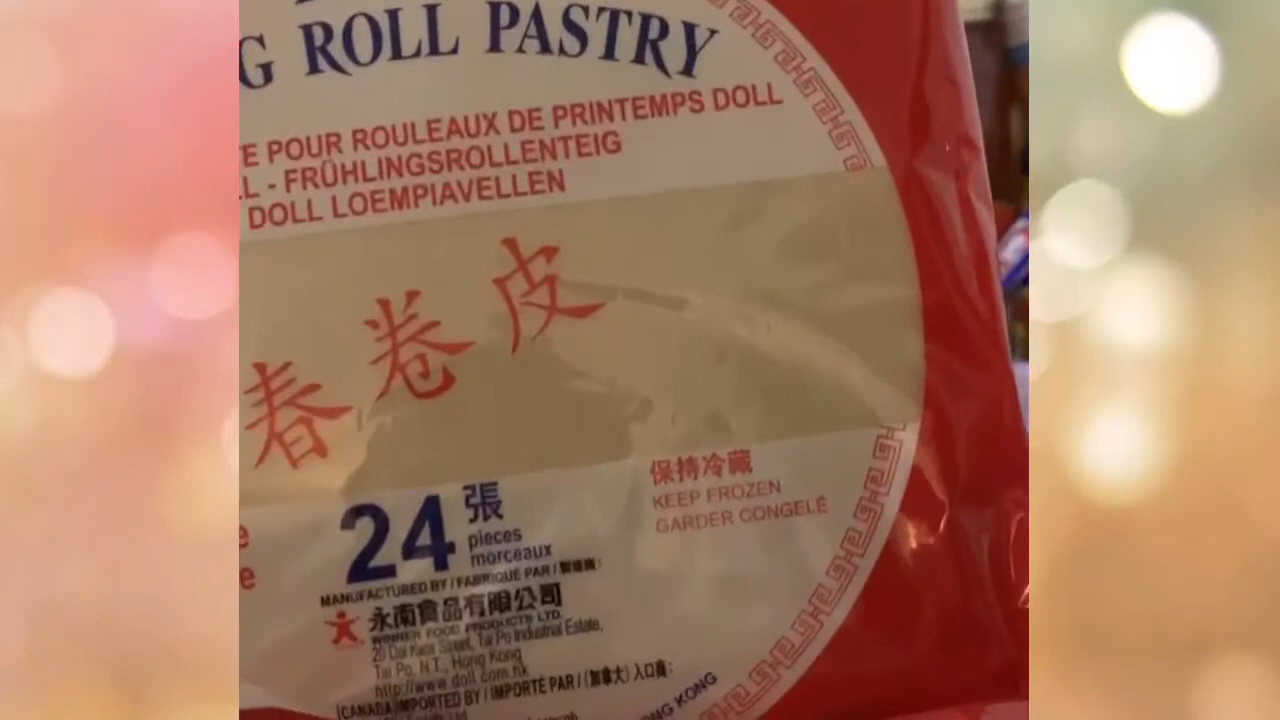 G ROLL PASTRY
TE POUR ROULEAUX DE PRINTEMPS DOLL
LL - FRÜHLINGSROLLENTEIG
DOLL LOEMPIAVELLEN
春卷皮
保持冷藏
KEEP FROZEN
GARDER CONGELÉ
e
e
24 張
pieces
morceaux
MANUFACTURED BY / FABRIQUÉ PAR / 製造商:
永南食品有限公司
WINNER FOOD PRODUCTS LTD.
20 Dai Kwai Street, Tai Po Industrial Estate,
Tai Po, N.T., Hong Kong
http://www.doll.com.hk
(CANADA) IMPORTED BY / IMPORTÉ PAR / (加拿大) 入口商:
NG KONG